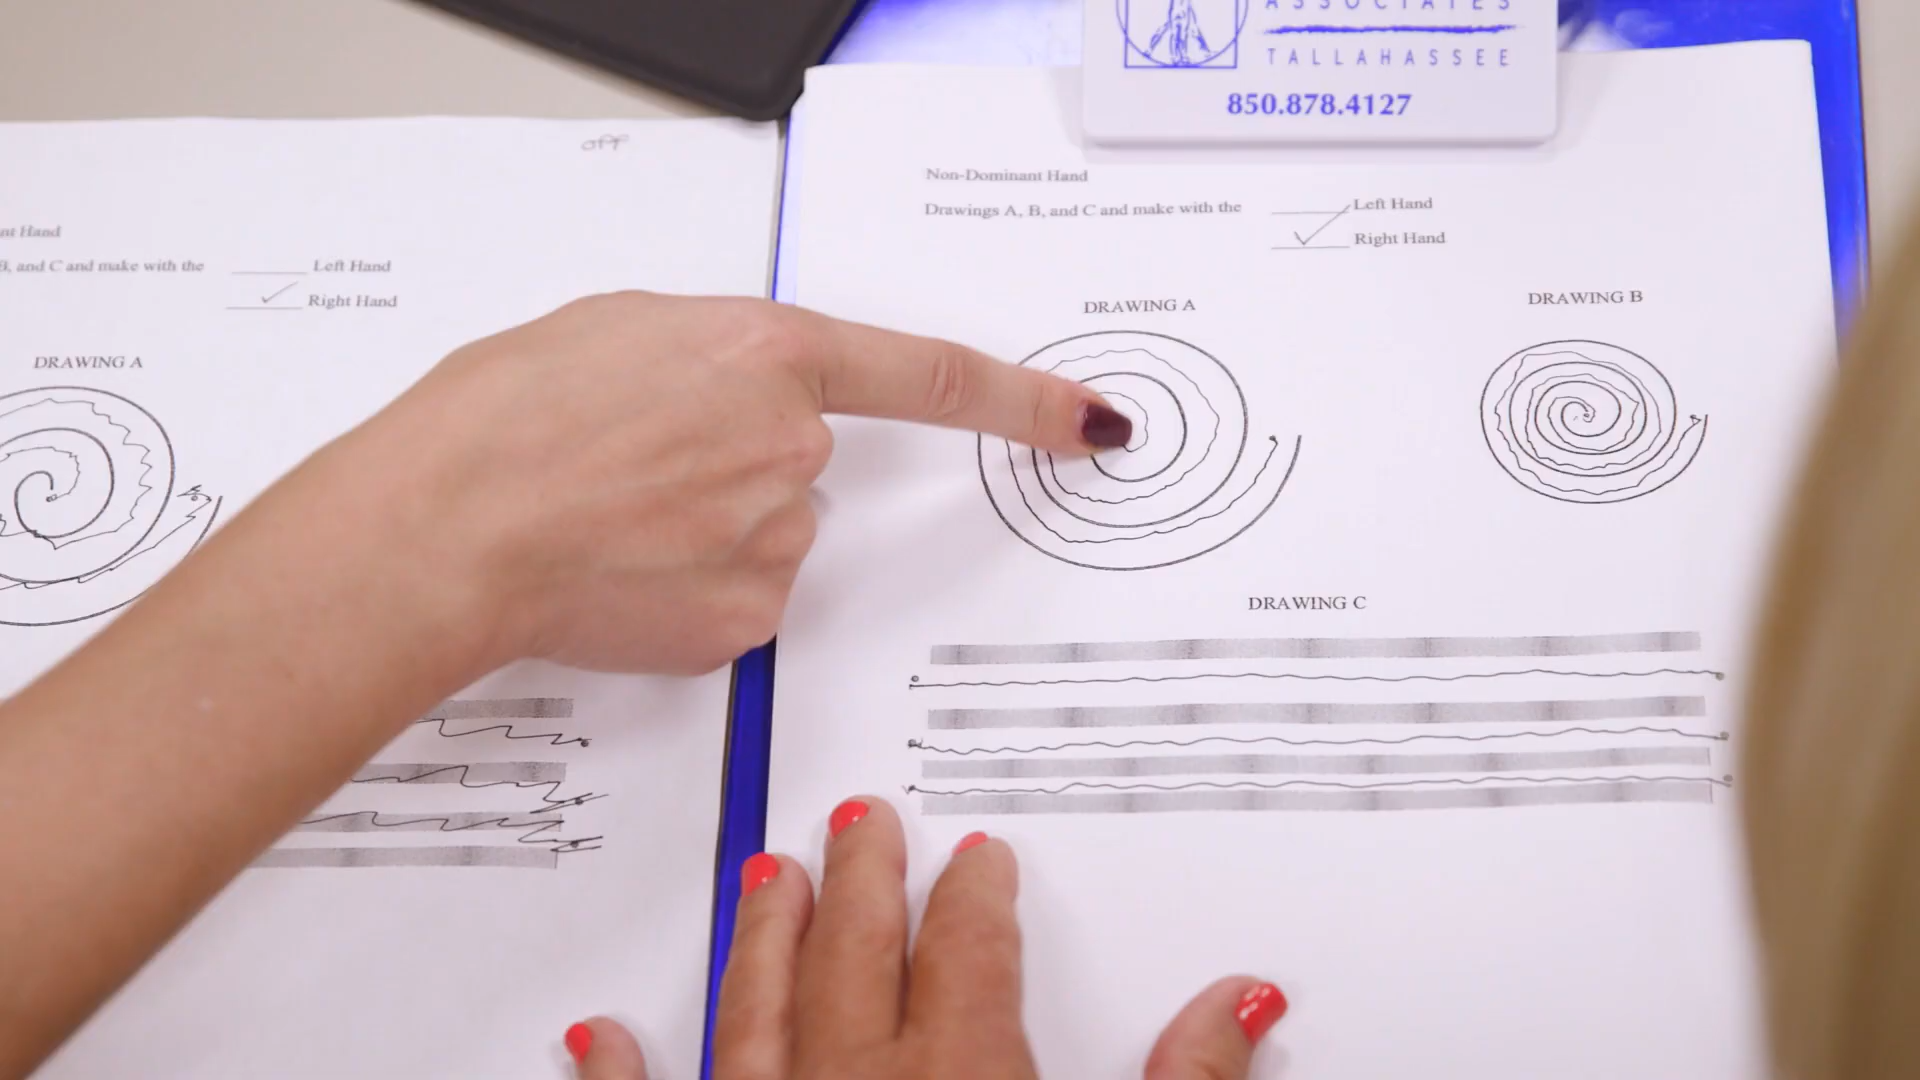 ASSOCIATES
TALLAHASSEE
850.878.4127
OFF
nt Hand
B, and C and make with the
Left Hand
Right Hand
DRAWING A
Non-Dominant Hand
Drawings A, B, and C and make with the
Left Hand
Right Hand
DRAWING A
DRAWING B
DRAWING C